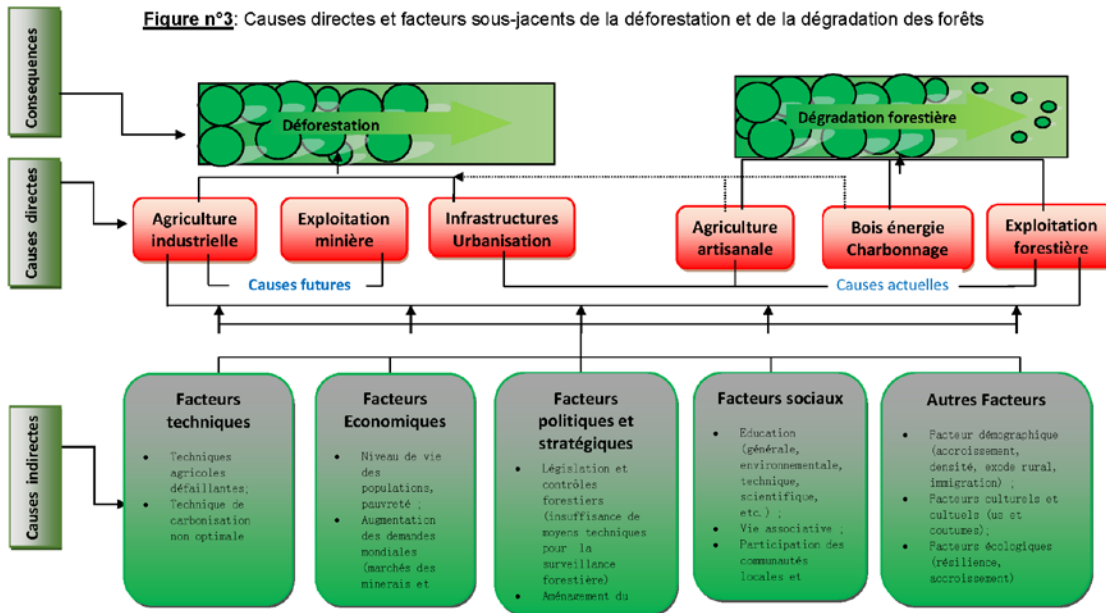 Figure n°3: Causes directes et facteurs sous-jacents de la déforestation et de la dégradation des forêts
Consequences
Déforestation
Dégradation forestière
Causes directes
Agriculture
industrielle
Exploitation
minière
Infrastructures
Urbanisation
Agriculture
artisanale
Bois énergie
Charbonnage
Exploitation
forestière
Causes futures
Causes actuelles
Causes indirectes
Facteurs
techniques
• Techniques
agricoles
défaillantes;
• Technique de
carbonisation
non optimale
Facteurs
Economiques
• Niveau de vie
des
populations,
pauvreté ;
• Augmentation
des demandes
mondiales
(marchés des
minerais et
Facteurs
politiques et
stratégiques
• Législation et
contrôles
forestiers
(insuffisance de
moyens techniques
pour la
surveillance
forestière)
• Aménagement du
Facteurs sociaux
• Education
(générale,
environnementale,
technique,
scientifique,
etc.) ;
• Vie associative ;
• Participation des
communautés
locales et
Autres Facteurs
• Facteur démographique
(accroissement,
densité, exode rural,
immigration) ;
• Facteurs culturels et
cultuels (us et
coutumes);
• Facteurs écologiques
(résilience,
accroissement)